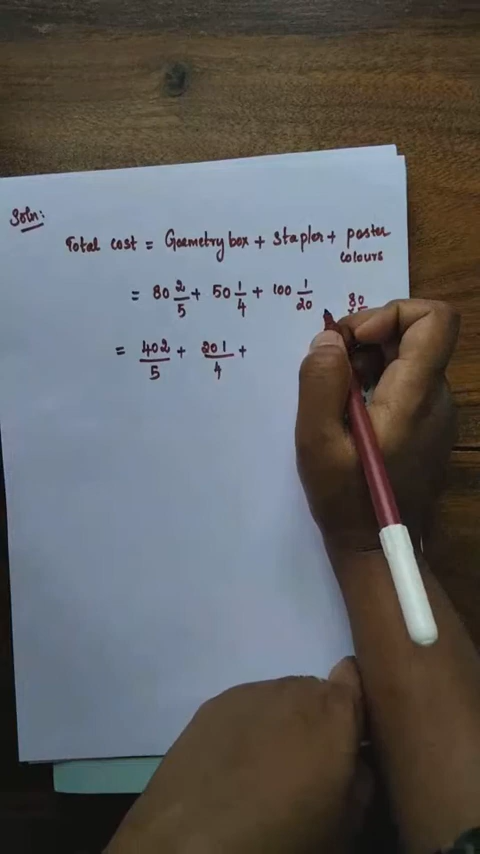 Soln:
Total cost = Geometry box + stapler + poster
colours
= 80 2/5 + 50 1/4 + 100 1/20
80
= 402/5 + 201/4 +